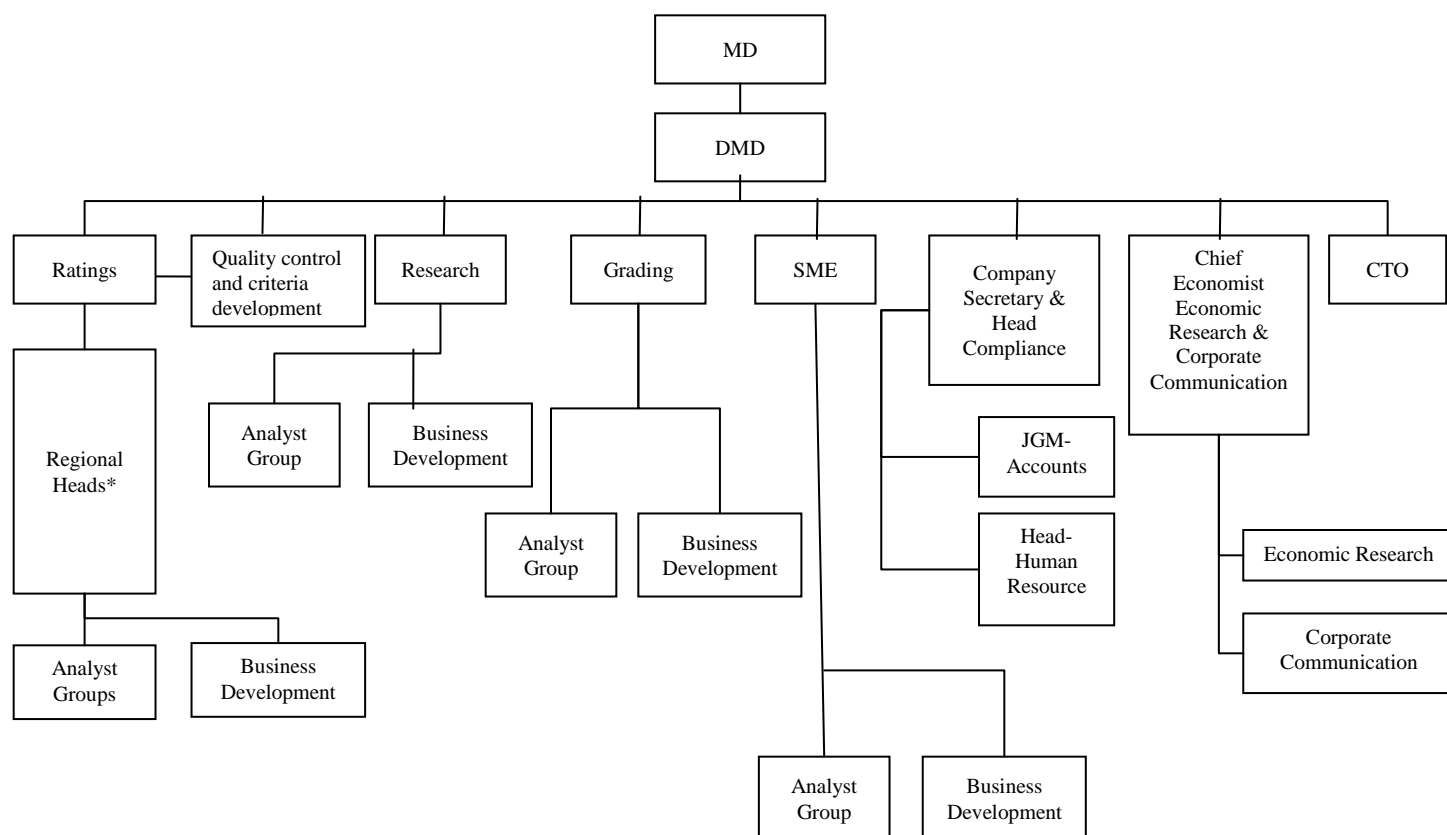 MD
DMD
Ratings
Quality control
and criteria
development
Research
Grading
SME
Company
Secretary &
Head
Compliance
Chief
Economist
Economic
Research &
Corporate
Communication
CTO
Regional
Heads*
Analyst
Group
Business
Development
JGM-
Accounts
Analyst
Group
Business
Development
Head-
Human
Resource
Economic Research
Corporate
Communication
Analyst
Groups
Business
Development
Analyst
Group
Business
Development